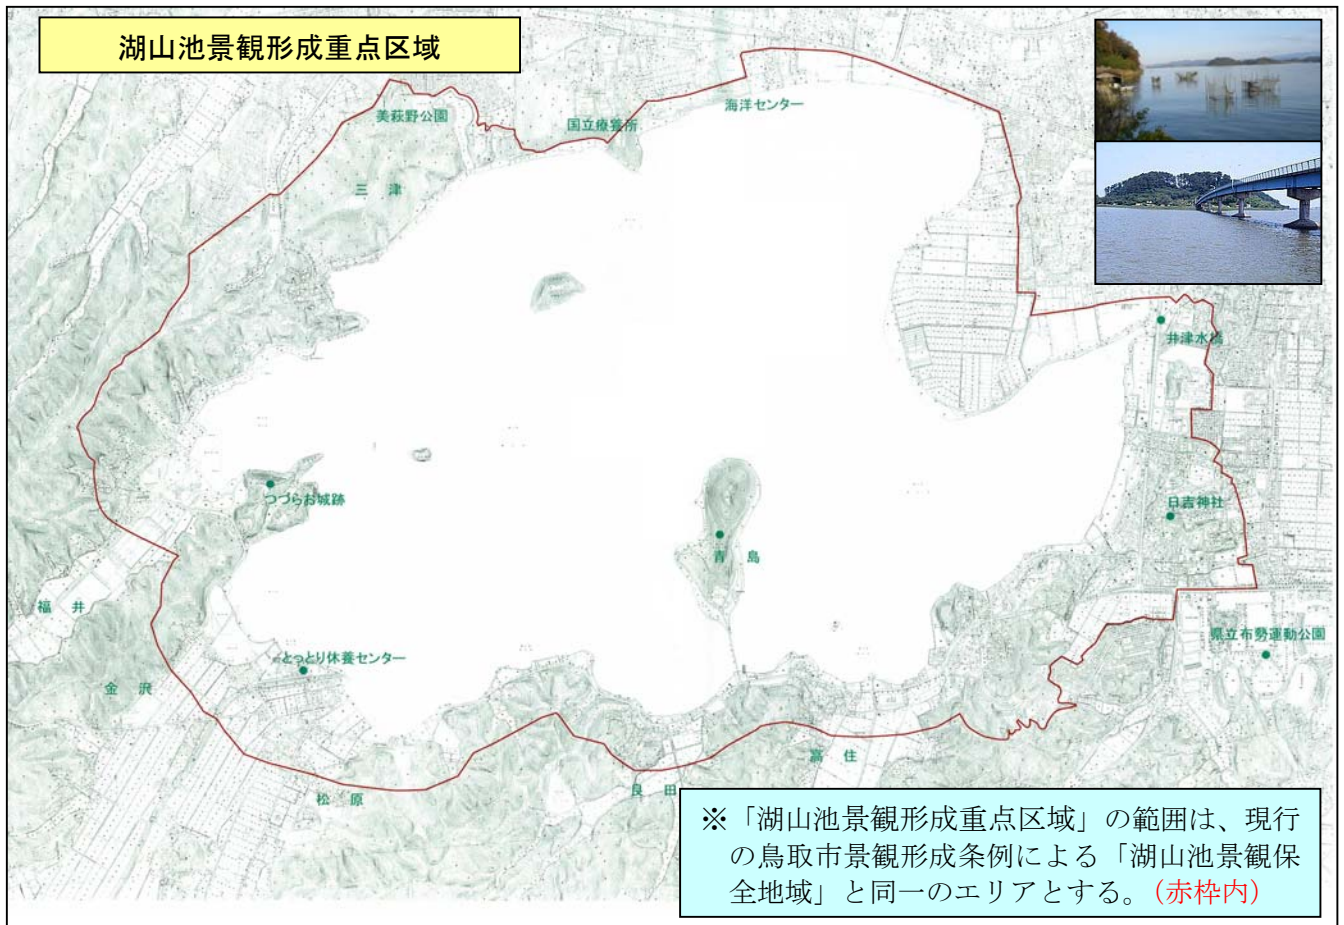 湖山池景観形成重点区域
美萩野公園
国立療養所
海洋センター
三 津
井津水橋
つづらお城跡
日吉神社
青 島
福 井
県立布勢運動公園
とっとり休養センター
金 沢
高 住
良 田
松 原
※「湖山池景観形成重点区域」の範囲は、現行
の鳥取市景観形成条例による「湖山池景観保
全地域」と同一のエリアとする。(赤枠内)